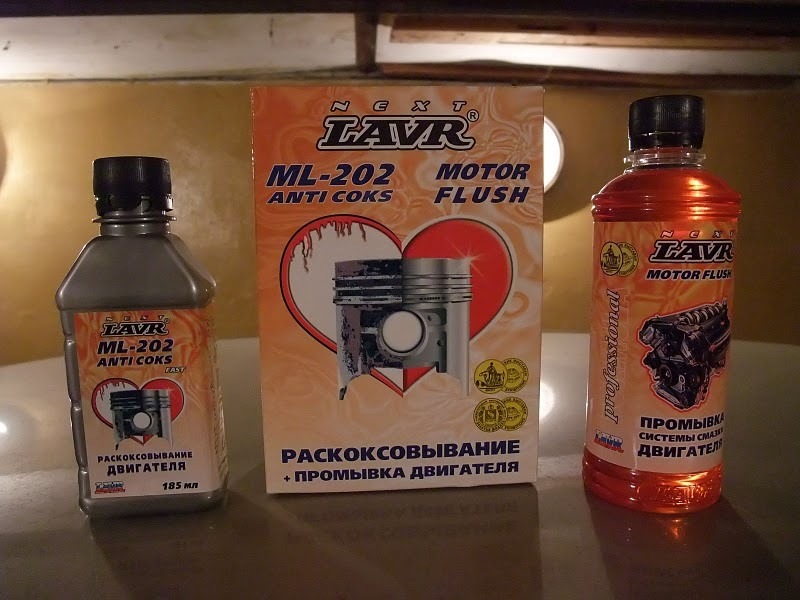 NEXT
LAVR
ML-202
ANTI COKS
FAST
РАСКОКСОВЫВАНИЕ
ДВИГАТЕЛЯ
185 мл
NEXT
LAVR®
ML-202
ANTI COKS
MOTOR
FLUSH
РАСКОКСОВЫВАНИЕ
+ ПРОМЫВКА ДВИГАТЕЛЯ
NEXT
LAVR
MOTOR FLUSH
professional
ПРОМЫВКА
СИСТЕМЫ СМАЗКИ
ДВИГАТЕЛЯ